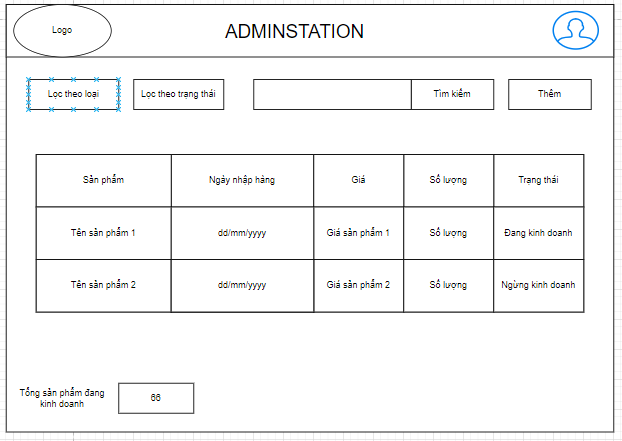 Logo
ADMINSTATION
Lọc theo loại
Lọc theo trạng thái
Tìm kiếm
Thêm
Sản phẩm
Ngày nhập hàng
Giá
Số lượng
Trạng thái
Tên sản phẩm 1
dd/mm/yyyy
Giá sản phẩm 1
Số lượng
Đang kinh doanh
Tên sản phẩm 2
dd/mm/yyyy
Giá sản phẩm 2
Số lượng
Ngừng kinh doanh
Tổng sản phẩm đang
kinh doanh
66